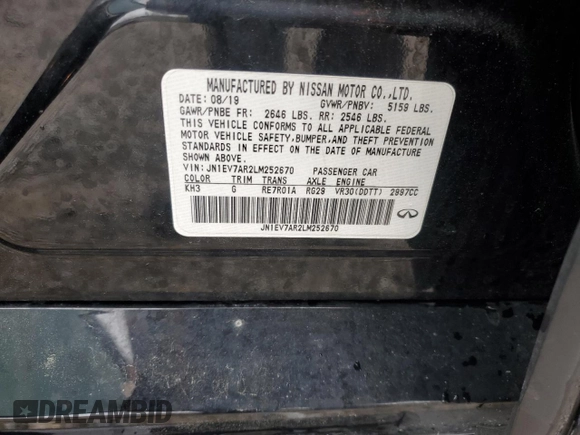 MANUFACTURED BY NISSAN MOTOR CO.,LTD.
DATE: 08/19 GVWR/PNBV: 5159 LBS.
GAWR/PNBE FR: 2646 LBS. RR: 2546 LBS.
THIS VEHICLE CONFORMS TO ALL APPLICABLE FEDERAL
MOTOR VEHICLE SAFETY,BUMPER,AND THEFT PREVENTION
STANDARDS IN EFFECT ON THE DATE OF MANUFACTURE
SHOWN ABOVE.
VIN: JN1EV7AR2LM252670 PASSENGER CAR
COLOR TRIM TRANS AXLE ENGINE
KH3 G RE7R01A RG29 VR30(DDTT) 2997CC
JN1EV7AR2LM252670
INFINITI
DREAMBID